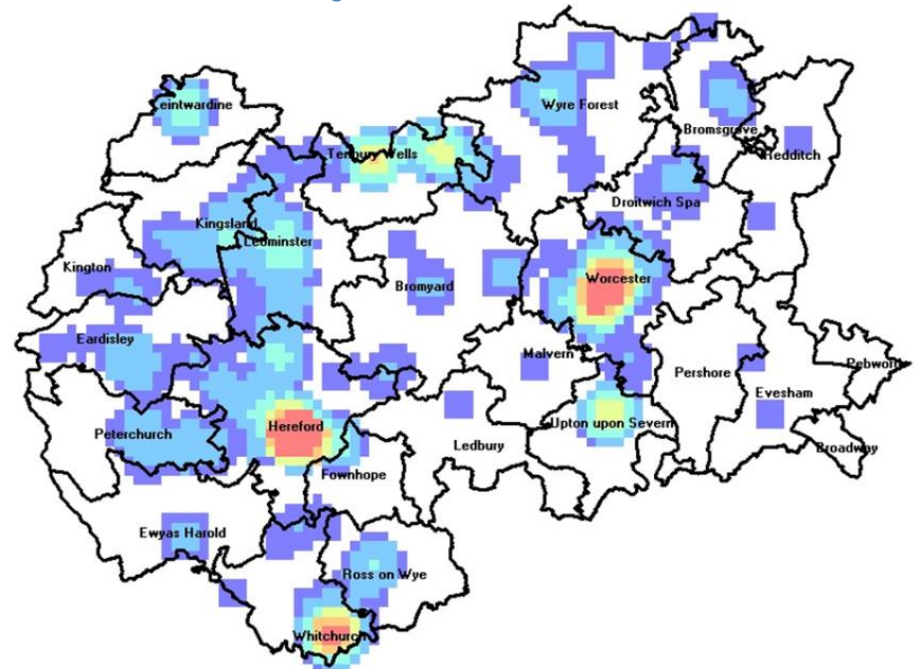 Leintwardine
Wyre Forest
Bromsgrove
Redditch
Tenbury Wells
Droitwich Spa
Kingsland
Leominster
Kington
Bromyard
Worcester
Eardisley
Malvern
Pershore
Pebworth
Evesham
Peterchurch
Hereford
Upton upon Severn
Ledbury
Broadway
Fownhope
Ewyas Harold
Ross on Wye
Whitchurch